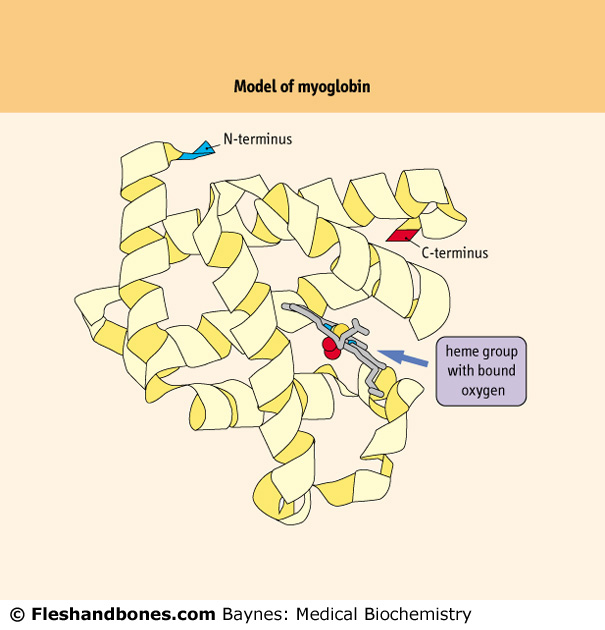 Model of myoglobin
N-terminus
C-terminus
heme group
with bound
oxygen
© Fleshandbones.com Baynes: Medical Biochemistry